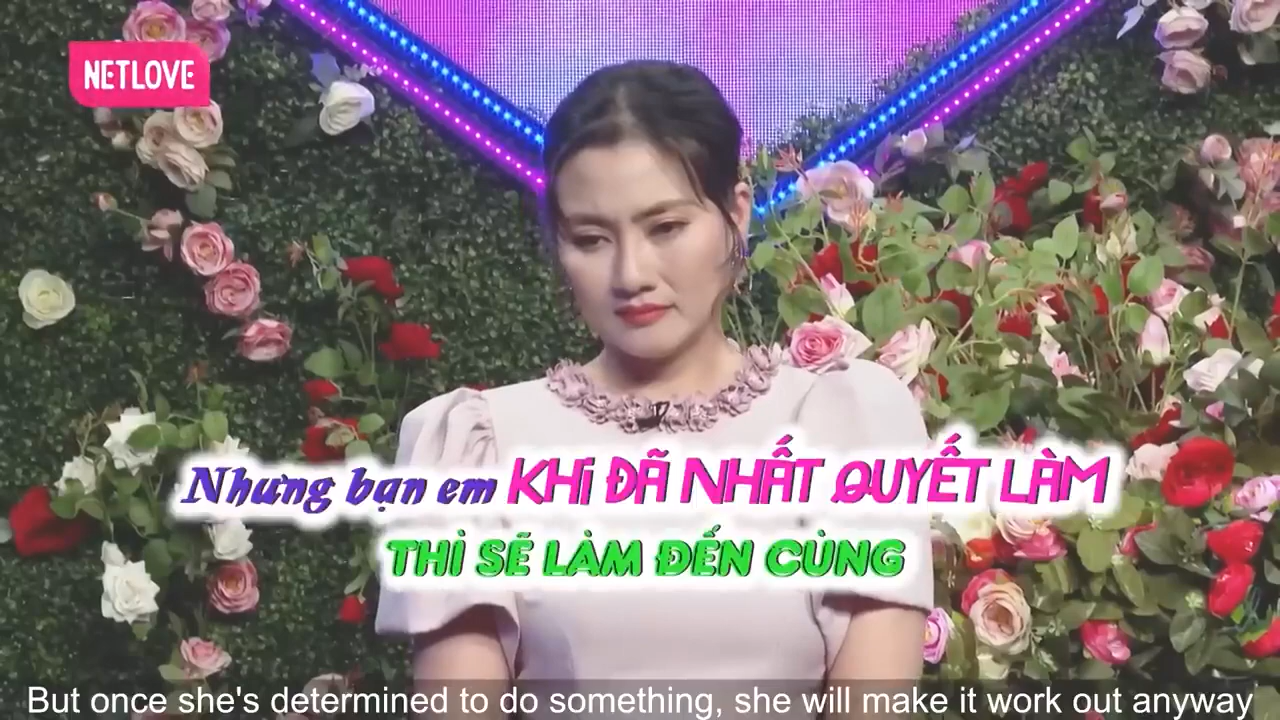 NETLOVE
Nhưng bạn em KHI ĐÃ NHẤT QUYẾT LÀM
THÌ SẼ LÀM ĐẾN CÙNG
But once she's determined to do something, she will make it work out anyway